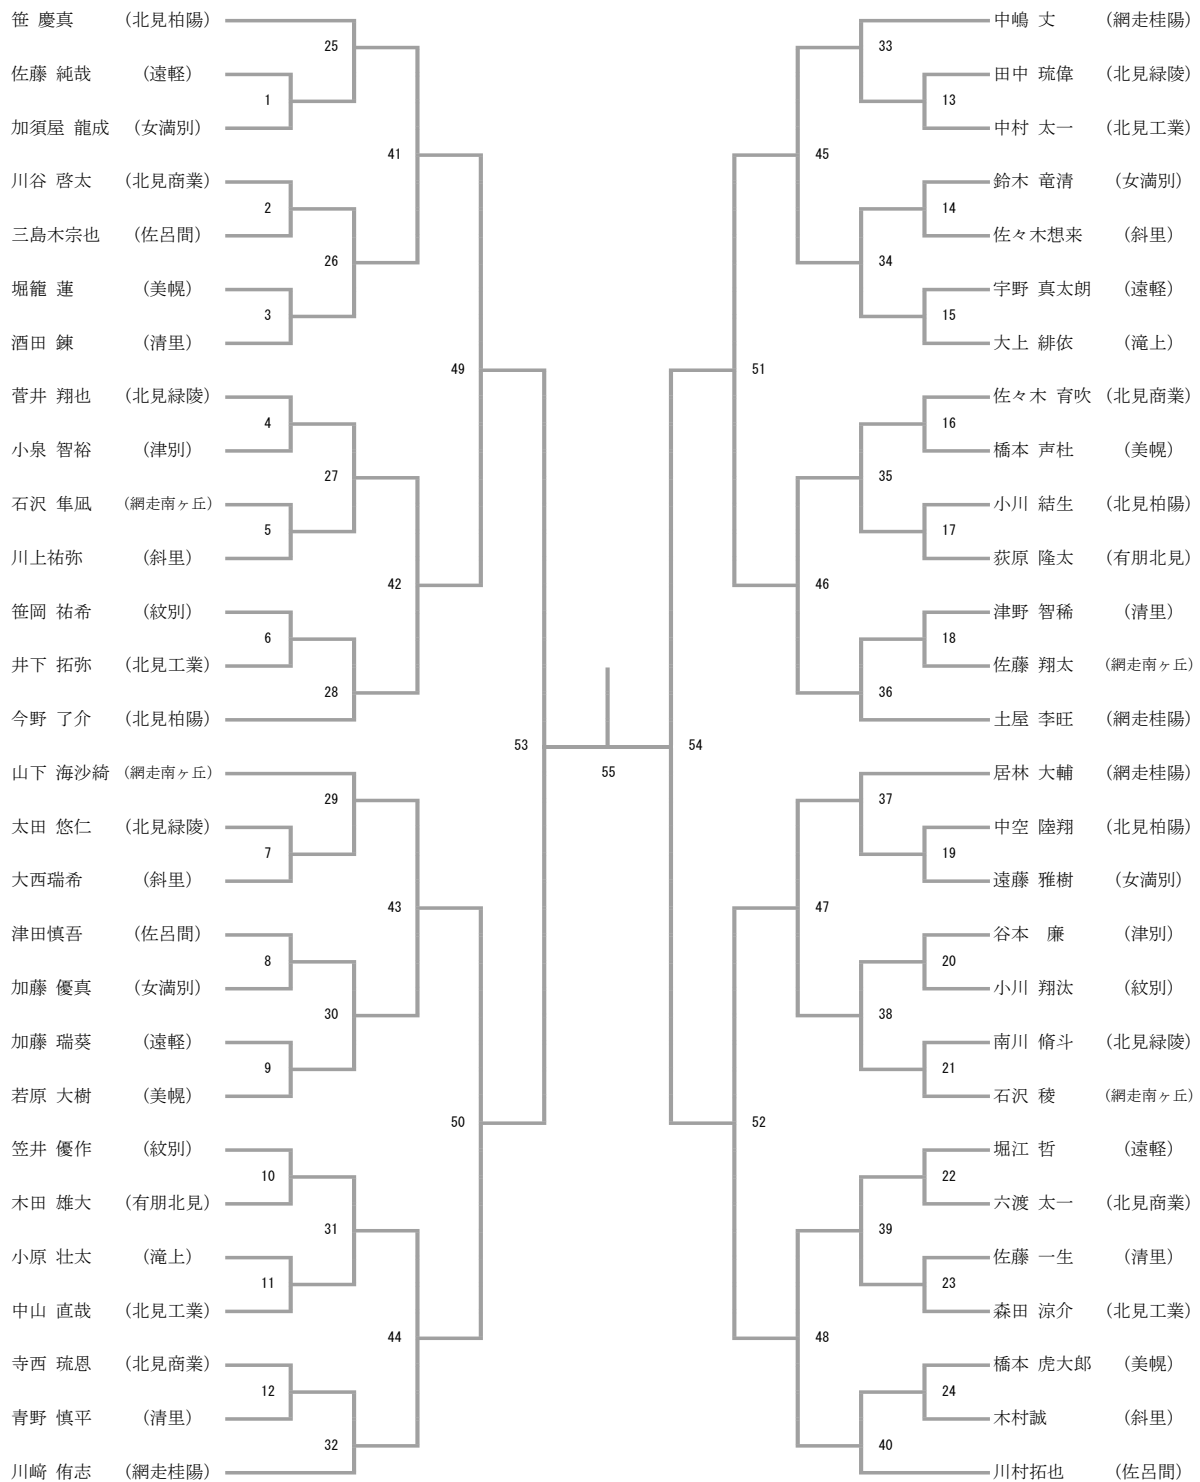 笹 慶真 (北見柏陽)
25
佐藤 純哉 (遠軽)
1
加須屋 龍成 (女満別)
41
川谷 啓太 (北見商業)
2
三島木宗也 (佐呂間)
26
堀籠 蓮 (美幌)
3
酒田 錬 (清里)
49
菅井 翔也 (北見緑陵)
4
小泉 智裕 (津別)
27
石沢 隼凪 (網走南ヶ丘)
5
川上祐弥 (斜里)
42
笹岡 祐希 (紋別)
6
井下 拓弥 (北見工業)
28
今野 了介 (北見柏陽)
53
山下 海沙綺 (網走南ヶ丘)
29
太田 悠仁 (北見緑陵)
7
大西瑞希 (斜里)
43
津田慎吾 (佐呂間)
8
加藤 優真 (女満別)
30
加藤 瑞葵 (遠軽)
9
若原 大樹 (美幌)
50
笠井 優作 (紋別)
10
木田 雄大 (有朋北見)
31
小原 壮太 (滝上)
11
中山 直哉 (北見工業)
44
寺西 琉恩 (北見商業)
12
青野 慎平 (清里)
32
川﨑 侑志 (網走桂陽)
55
中嶋 丈 (網走桂陽)
33
田中 琉偉 (北見緑陵)
13
中村 太一 (北見工業)
45
鈴木 竜清 (女満別)
14
佐々木想来 (斜里)
34
宇野 真太朗 (遠軽)
15
大上 緋依 (滝上)
51
佐々木 育吹 (北見商業)
16
橋本 声杜 (美幌)
35
小川 結生 (北見柏陽)
17
荻原 隆太 (有朋北見)
46
津野 智稀 (清里)
18
佐藤 翔太 (網走南ヶ丘)
36
土屋 李旺 (網走桂陽)
54
居林 大輔 (網走桂陽)
37
中空 陸翔 (北見柏陽)
19
遠藤 雅樹 (女満別)
47
谷本 廉 (津別)
20
小川 翔汰 (紋別)
38
南川 脩斗 (北見緑陵)
21
石沢 稜 (網走南ヶ丘)
52
堀江 哲 (遠軽)
22
六渡 太一 (北見商業)
39
佐藤 一生 (清里)
23
森田 涼介 (北見工業)
48
橋本 虎大郎 (美幌)
24
木村誠 (斜里)
40
川村拓也 (佐呂間)